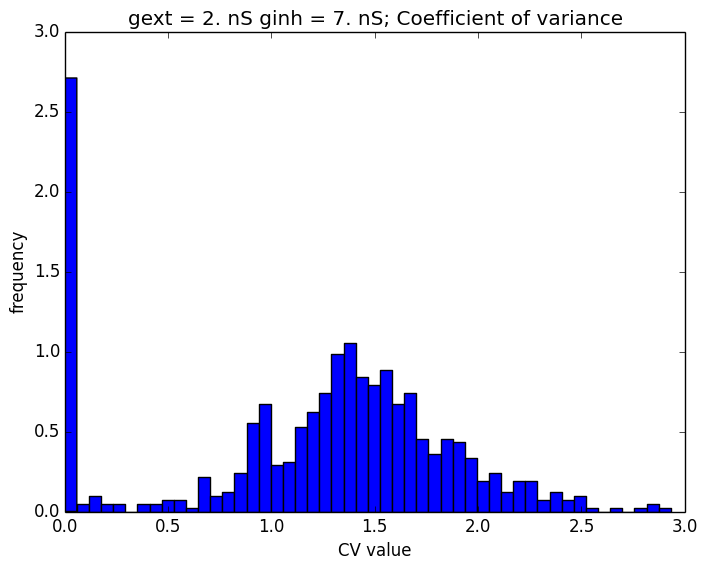 gext = 2. nS ginh = 7. nS; Coefficient of variance
3.0
2.5
2.0
1.5
1.0
0.5
0.0
frequency
0.0 0.5 1.0 1.5 2.0 2.5 3.0
CV value